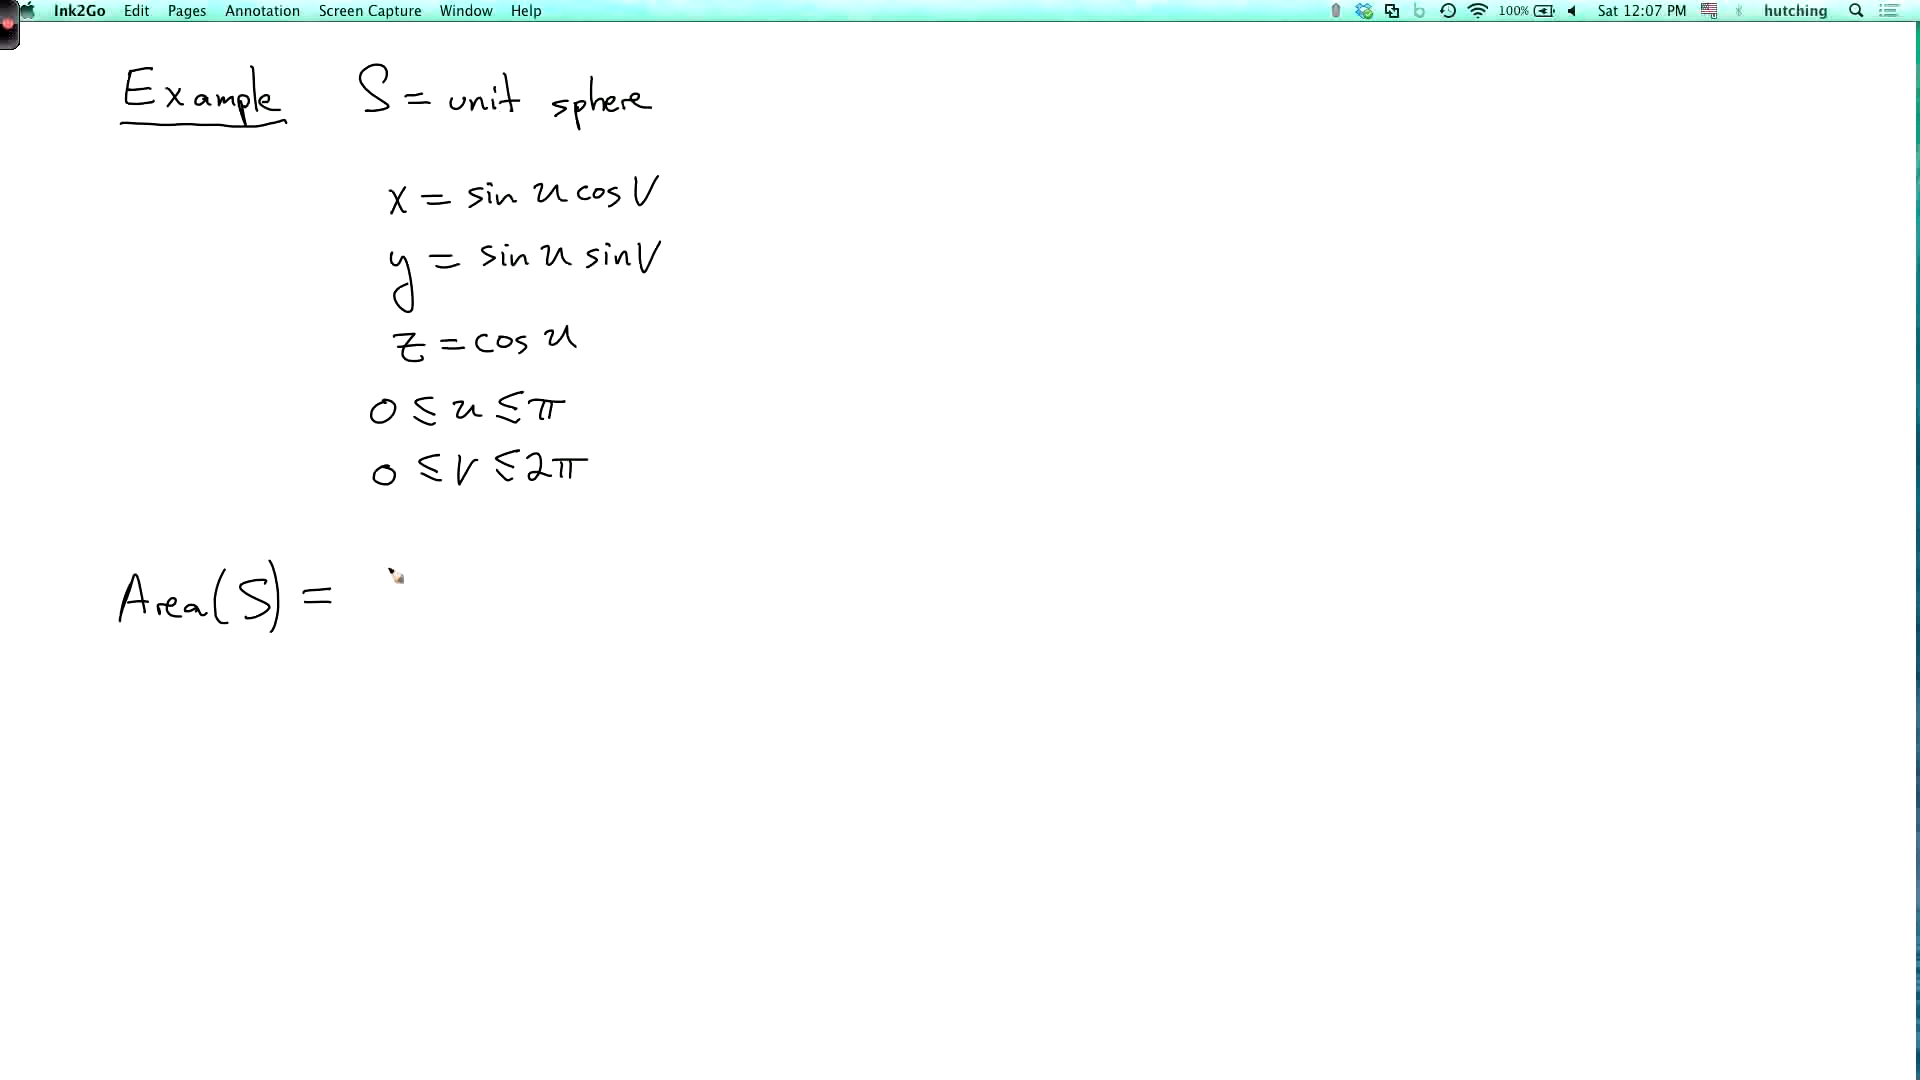 Ink2Go Edit Pages Annotation Screen Capture Window Help 100% Sat 12:07 PM hutching
Example S = unit sphere
x = sin u cos v
y = sin u sin v
z = cos u
0 ≤ u ≤ π
0 ≤ v ≤ 2π
Area(S) =